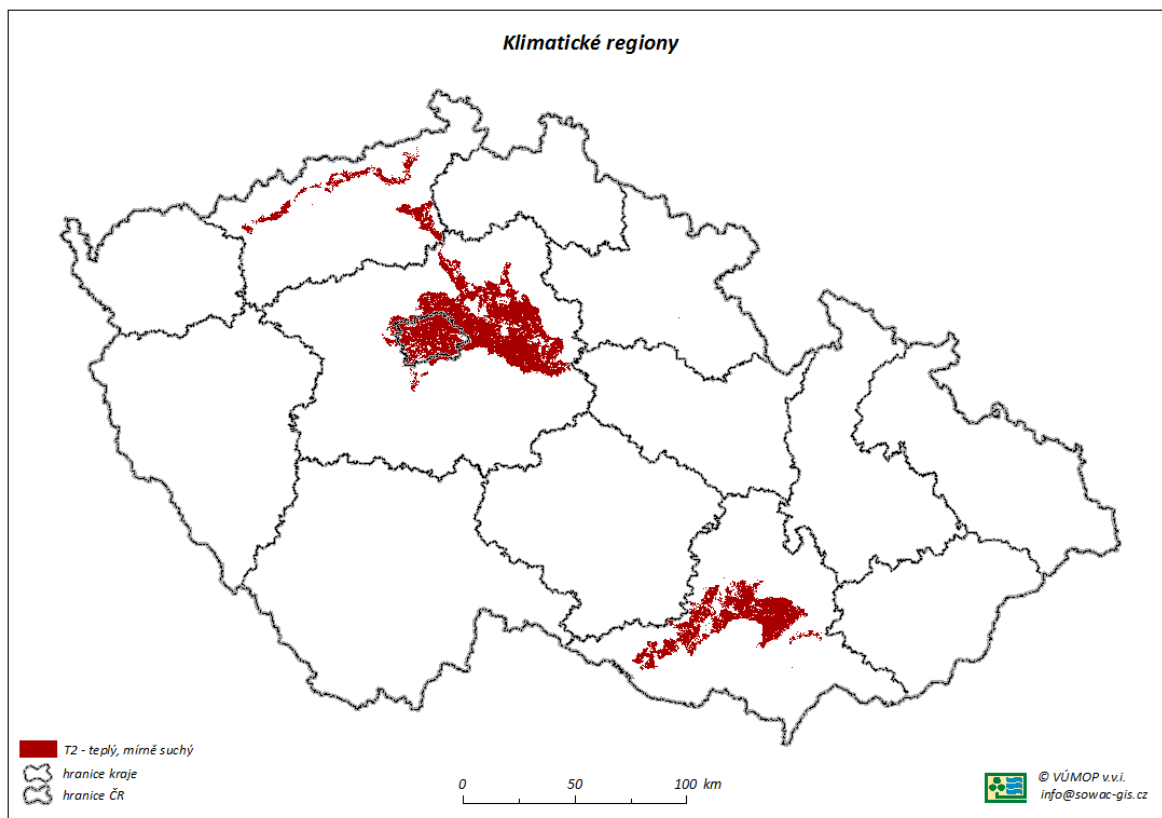 Klimatické regiony
T2 - teplý, mírně suchý
hranice kraje
hranice ČR
0 50 100 km
© VÚMOP v.v.i.
info@sowac-gis.cz